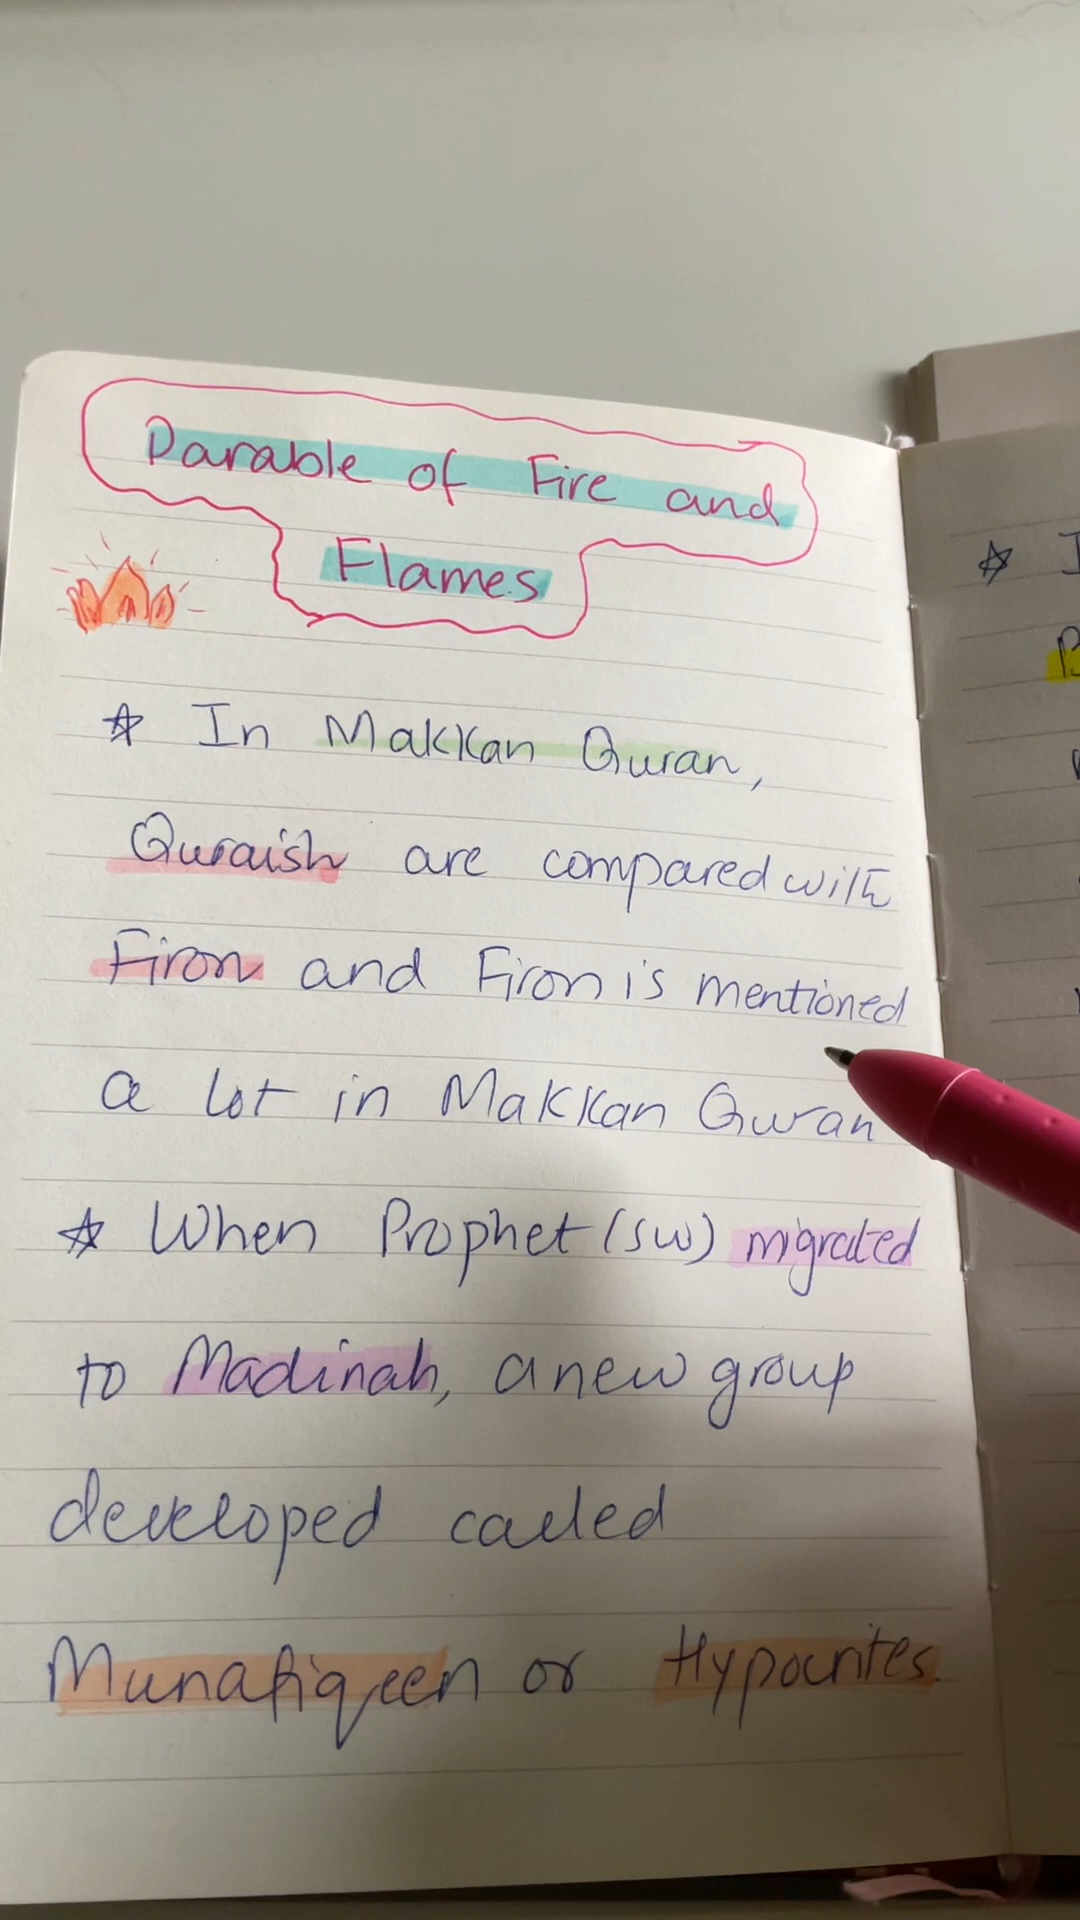 Parable of Fire and
Flames
☆ In Makkan Quran,
Quraish are compared with
Firon and Firon is mentioned
a lot in Makkan Quran
☆ When Prophet (sw) migrated
to Madinah, a new group
developed called
Munafiqeen or Hypocrites.
☆